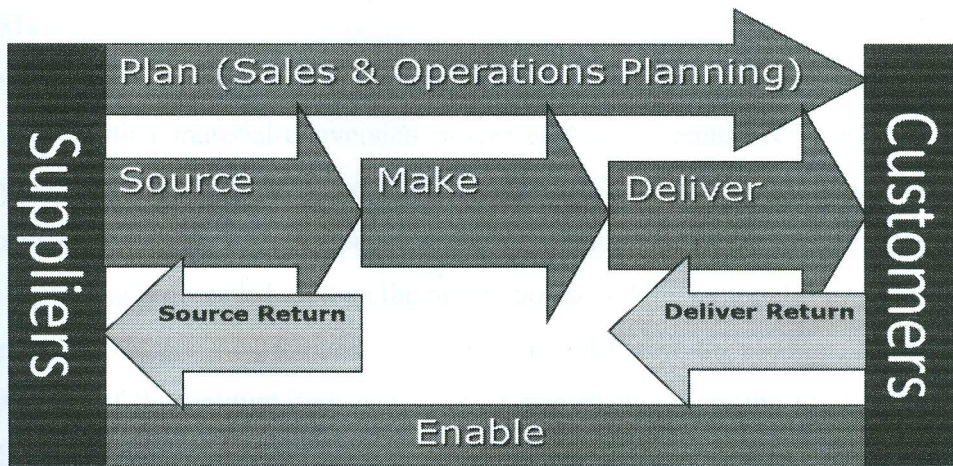 Suppliers
Plan (Sales & Operations Planning)
Source
Make
Deliver
Source Return
Deliver Return
Enable
Customers